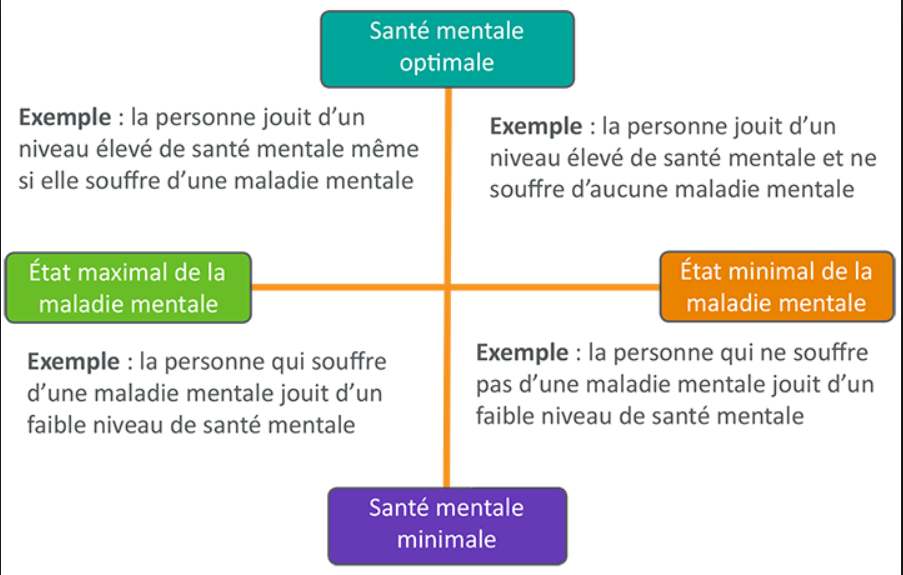 Santé mentale
optimale
Exemple : la personne jouit d’un
niveau élevé de santé mentale même
si elle souffre d’une maladie mentale
Exemple : la personne jouit d’un
niveau élevé de santé mentale et ne
souffre d’aucune maladie mentale
État maximal de la
maladie mentale
État minimal de la
maladie mentale
Exemple : la personne qui souffre
d’une maladie mentale jouit d’un
faible niveau de santé mentale
Exemple : la personne qui ne souffre
pas d’une maladie mentale jouit d’un
faible niveau de santé mentale
Santé mentale
minimale